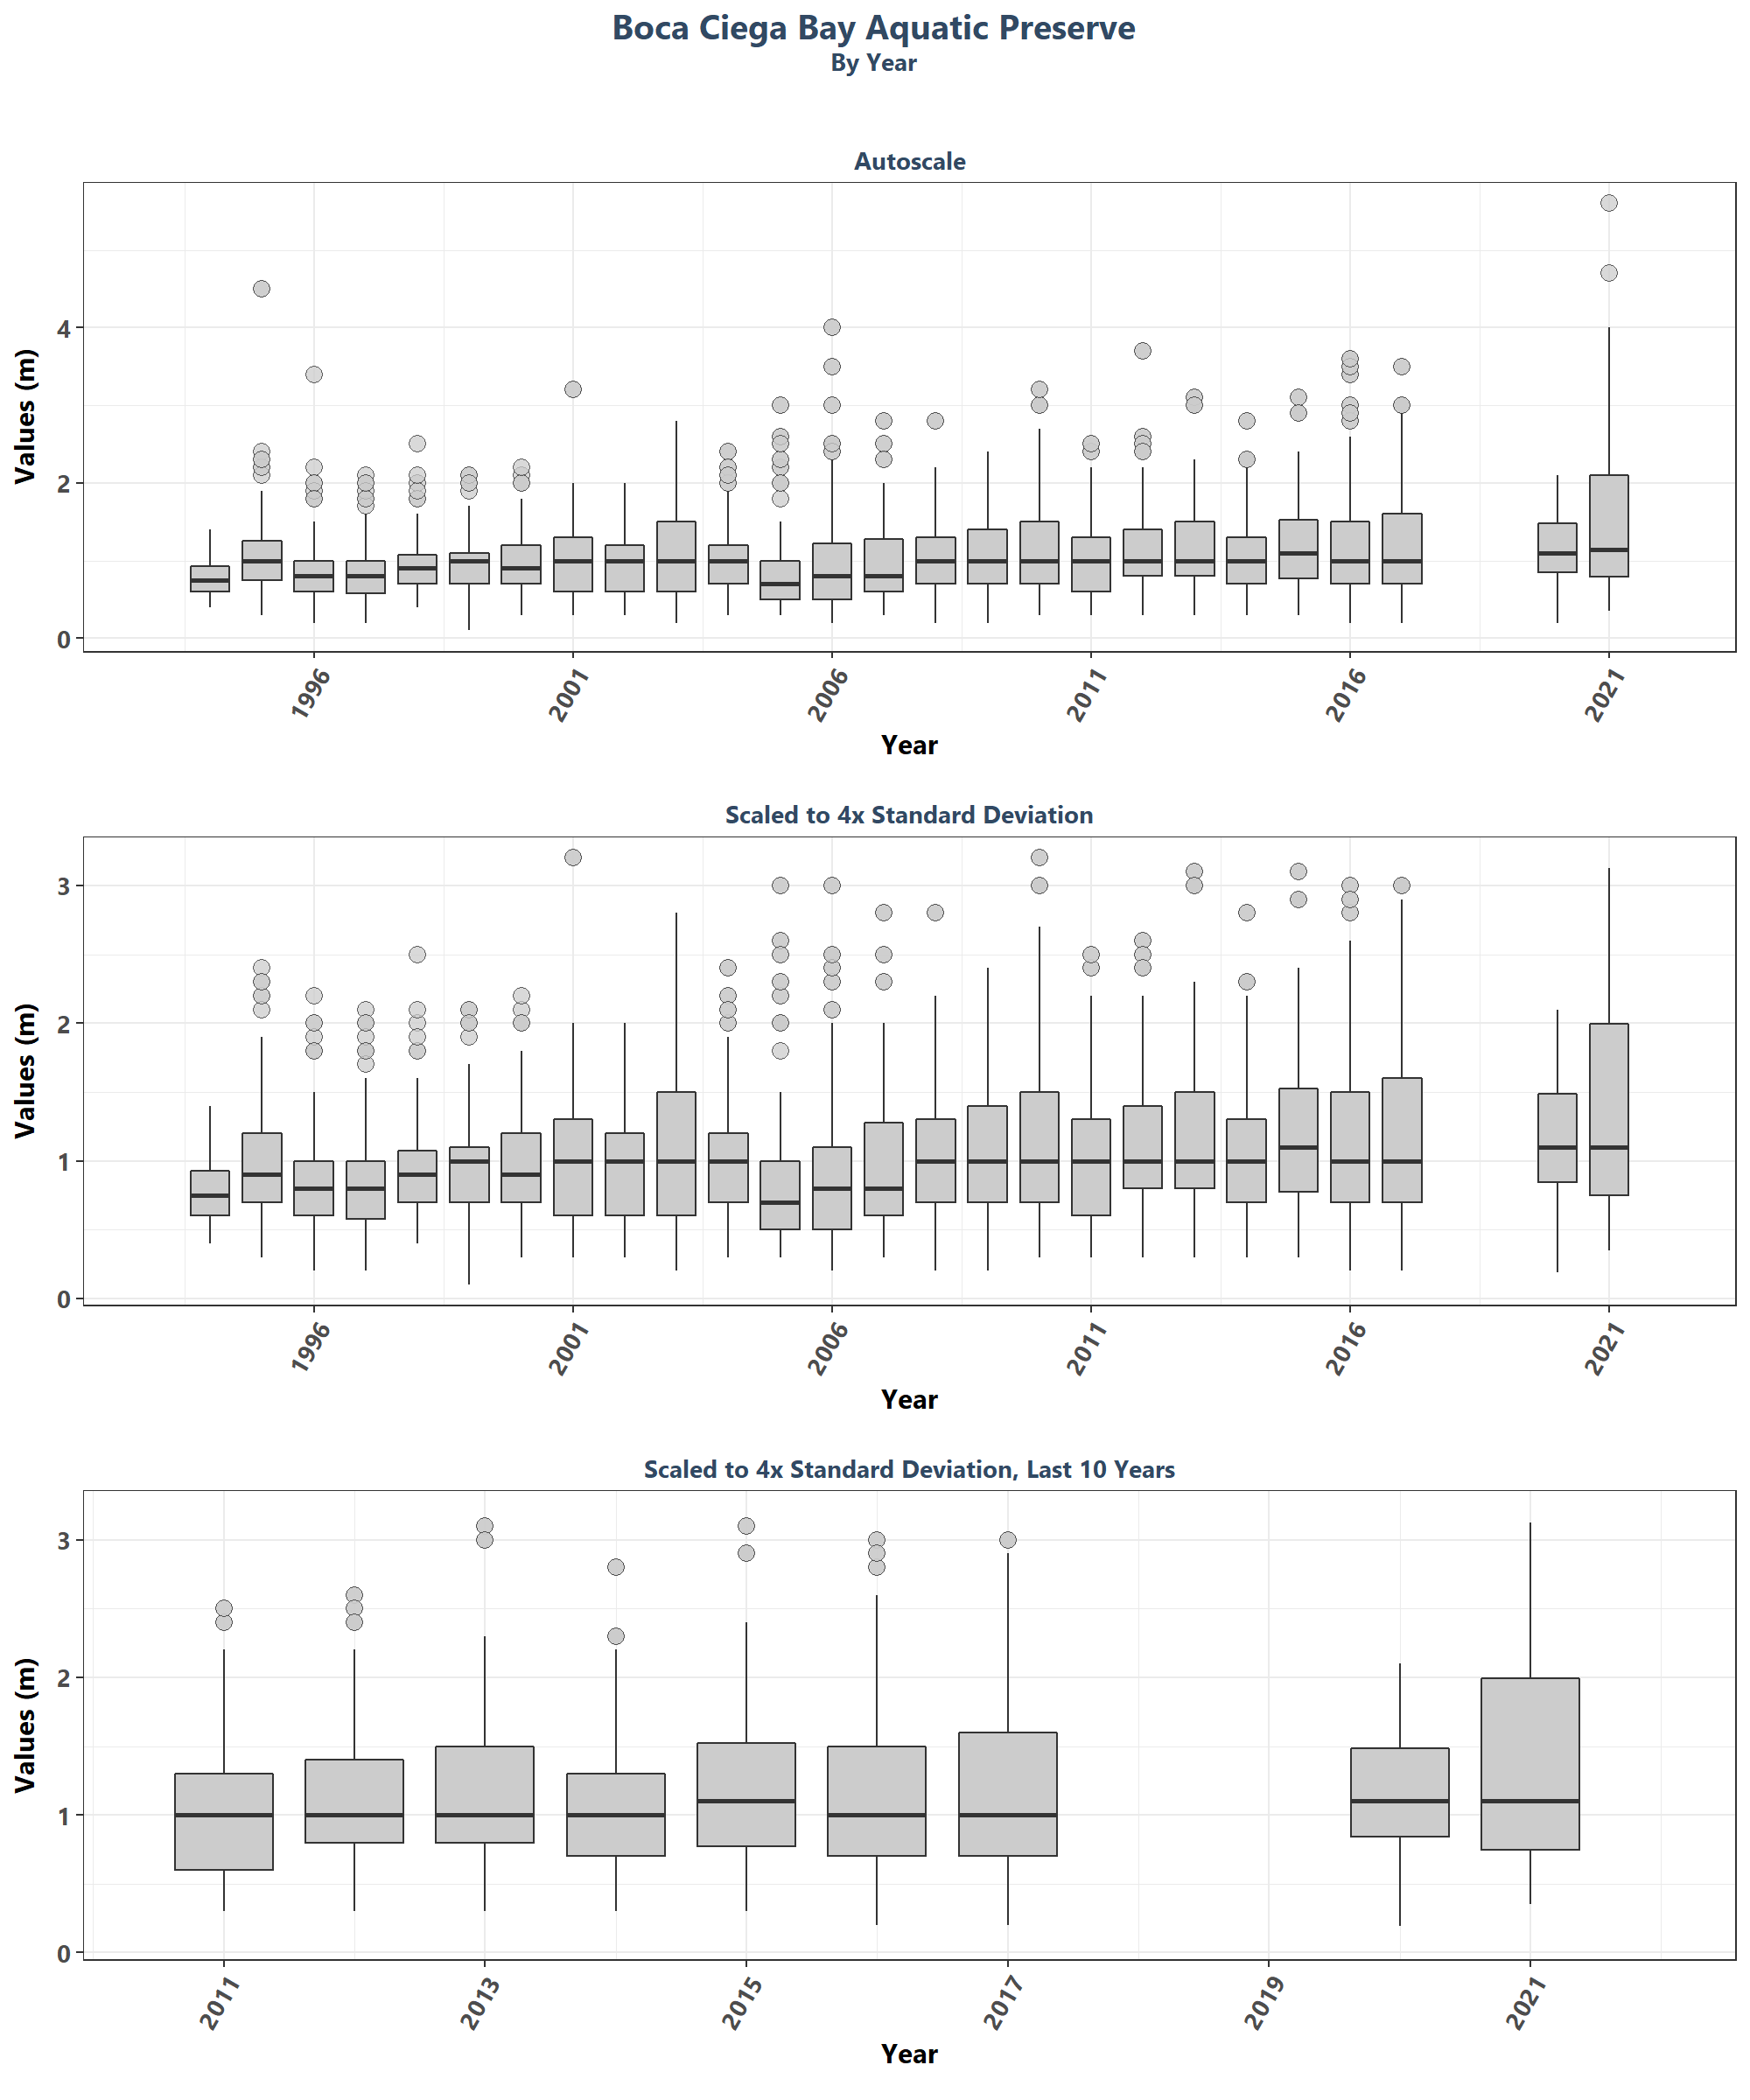 Boca Ciega Bay Aquatic Preserve
By Year
Autoscale
Values (m)
4
2
0
1996
2001
2006
2011
2016
2021
Year
Scaled to 4x Standard Deviation
Values (m)
3
2
1
0
1996
2001
2006
2011
2016
2021
Year
Scaled to 4x Standard Deviation, Last 10 Years
Values (m)
3
2
1
0
2011
2013
2015
2017
2019
2021
Year